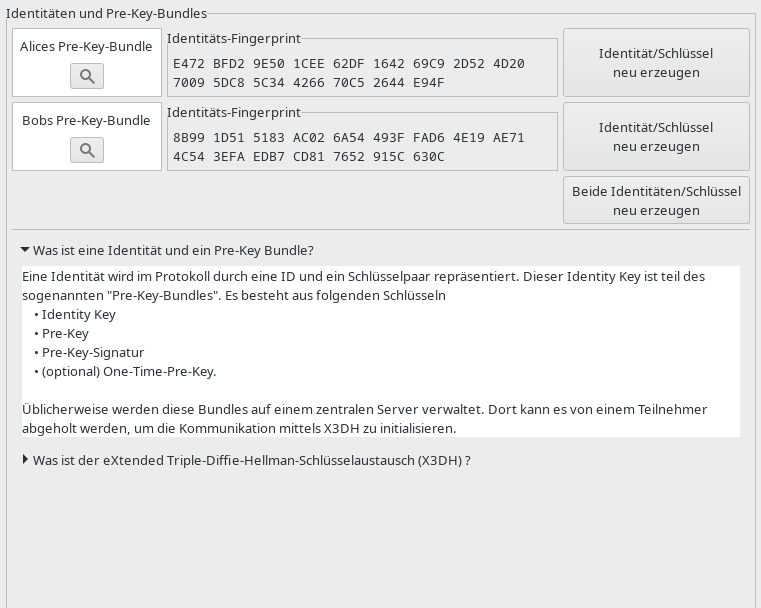 Identitäten und Pre-Key-Bundles
Alices Pre-Key-Bundle
Identitäts-Fingerprint
E472 BFD2 9E50 1CEE 62DF 1642 69C9 2D52 4D20
7009 5DC8 5C34 4266 70C5 2644 E94F
Identität/Schlüssel
neu erzeugen
Bobs Pre-Key-Bundle
Identitäts-Fingerprint
8B99 1D51 5183 AC02 6A54 493F FAD6 4E19 AE71
4C54 3EFA EDB7 CD81 7652 915C 630C
Identität/Schlüssel
neu erzeugen
Beide Identitäten/Schlüssel
neu erzeugen
Was ist eine Identität und ein Pre-Key Bundle?
Eine Identität wird im Protokoll durch eine ID und ein Schlüsselpaar repräsentiert. Dieser Identity Key ist teil des
sogenannten "Pre-Key-Bundles". Es besteht aus folgenden Schlüsseln
• Identity Key
• Pre-Key
• Pre-Key-Signatur
• (optional) One-Time-Pre-Key.
Üblicherweise werden diese Bundles auf einem zentralen Server verwaltet. Dort kann es von einem Teilnehmer
abgeholt werden, um die Kommunikation mittels X3DH zu initialisieren.
Was ist der eXtended Triple-Diffie-Hellman-Schlüsselaustausch (X3DH) ?